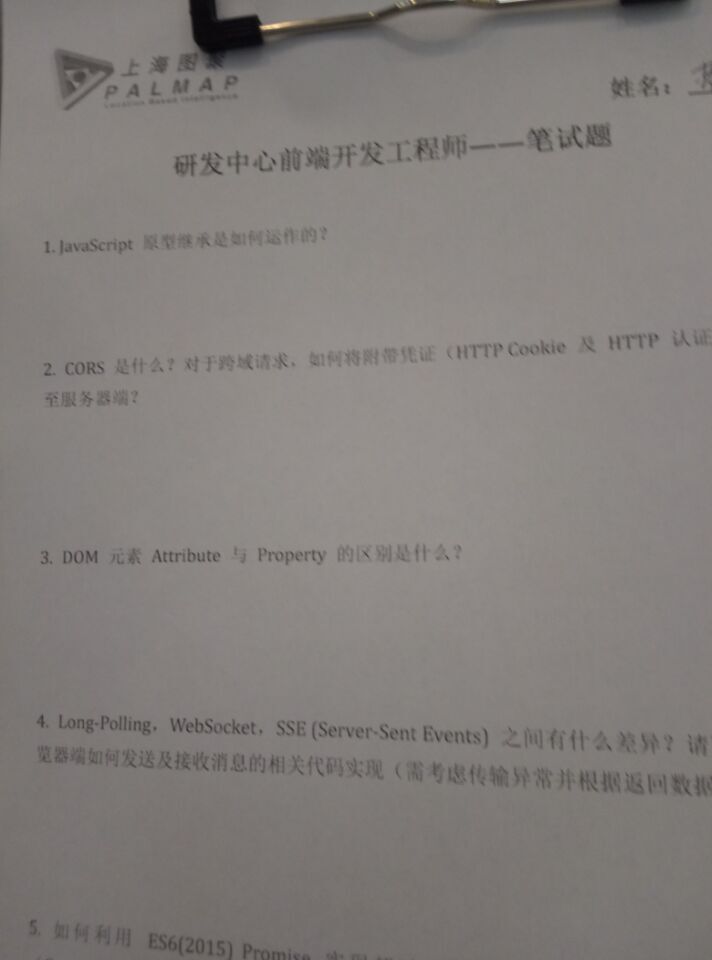 上海图聚
PALMAP
Location Based Intelligence
姓名：
研发中心前端开发工程师——笔试题
1. JavaScript 原型继承是如何运作的？
2. CORS 是什么？对于跨域请求，如何将附带凭证（HTTP Cookie 及 HTTP 认证
至服务器端？
3. DOM 元素 Attribute 与 Property 的区别是什么？
4. Long-Polling，WebSocket，SSE (Server-Sent Events) 之间有什么差异？请
览器端如何发送及接收消息的相关代码实现（需考虑传输异常并根据返回数据
5. 如何利用 ES6(2015) Promise 实现